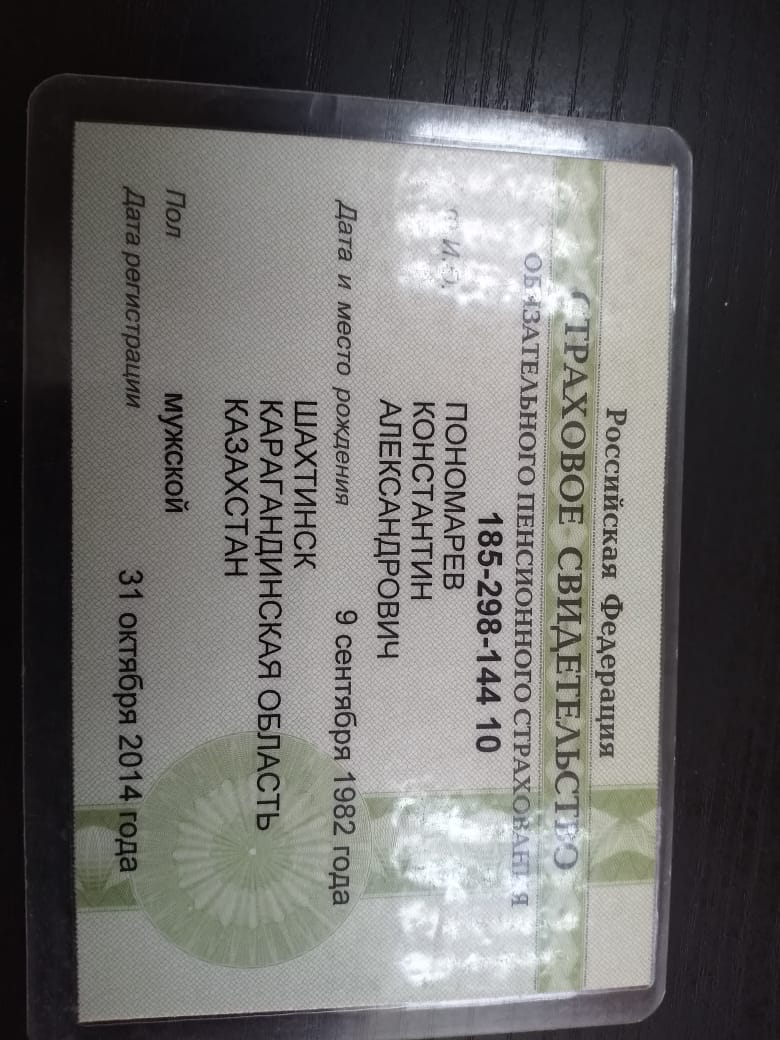 Российская Федерация
СТРАХОВОЕ СВИДЕТЕЛЬСТВО
ОБЯЗАТЕЛЬНОГО ПЕНСИОННОГО СТРАХОВАНИЯ
185-298-144 10
Ф.И.О. ПОНОМАРЕВ
КОНСТАНТИН
АЛЕКСАНДРОВИЧ
Дата и место рождения 9 сентября 1982 года
ШАХТИНСК
КАРАГАНДИНСКАЯ ОБЛАСТЬ
КАЗАХСТАН
Пол мужской
Дата регистрации 31 октября 2014 года